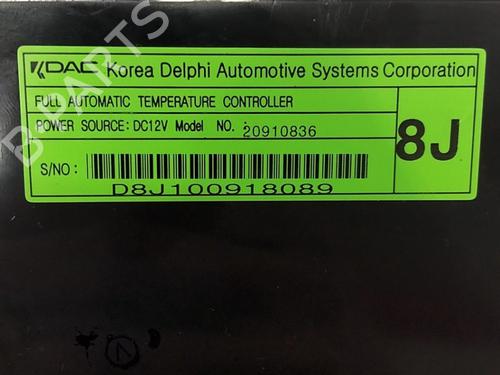 KDAC Korea Delphi Automotive Systems Corporation
FULL AUTOMATIC TEMPERATURE CONTROLLER
POWER SOURCE: DC12V Model NO. : 20910836
8J
S/NO :
D8J100918089
B PARTS